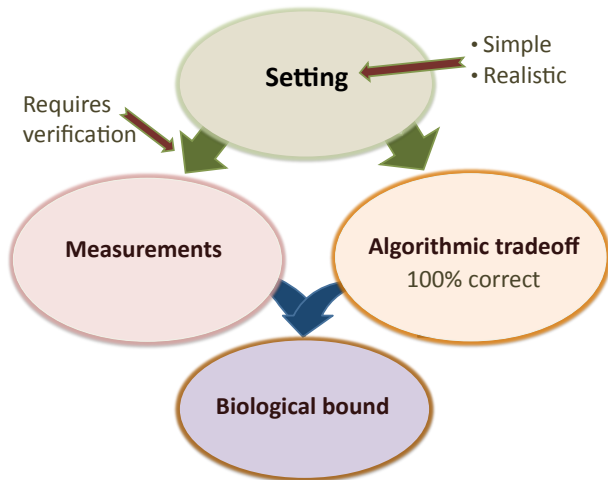 Setting
• Simple
• Realistic
Requires
verification
Measurements
Algorithmic tradeoff
100% correct
Biological bound